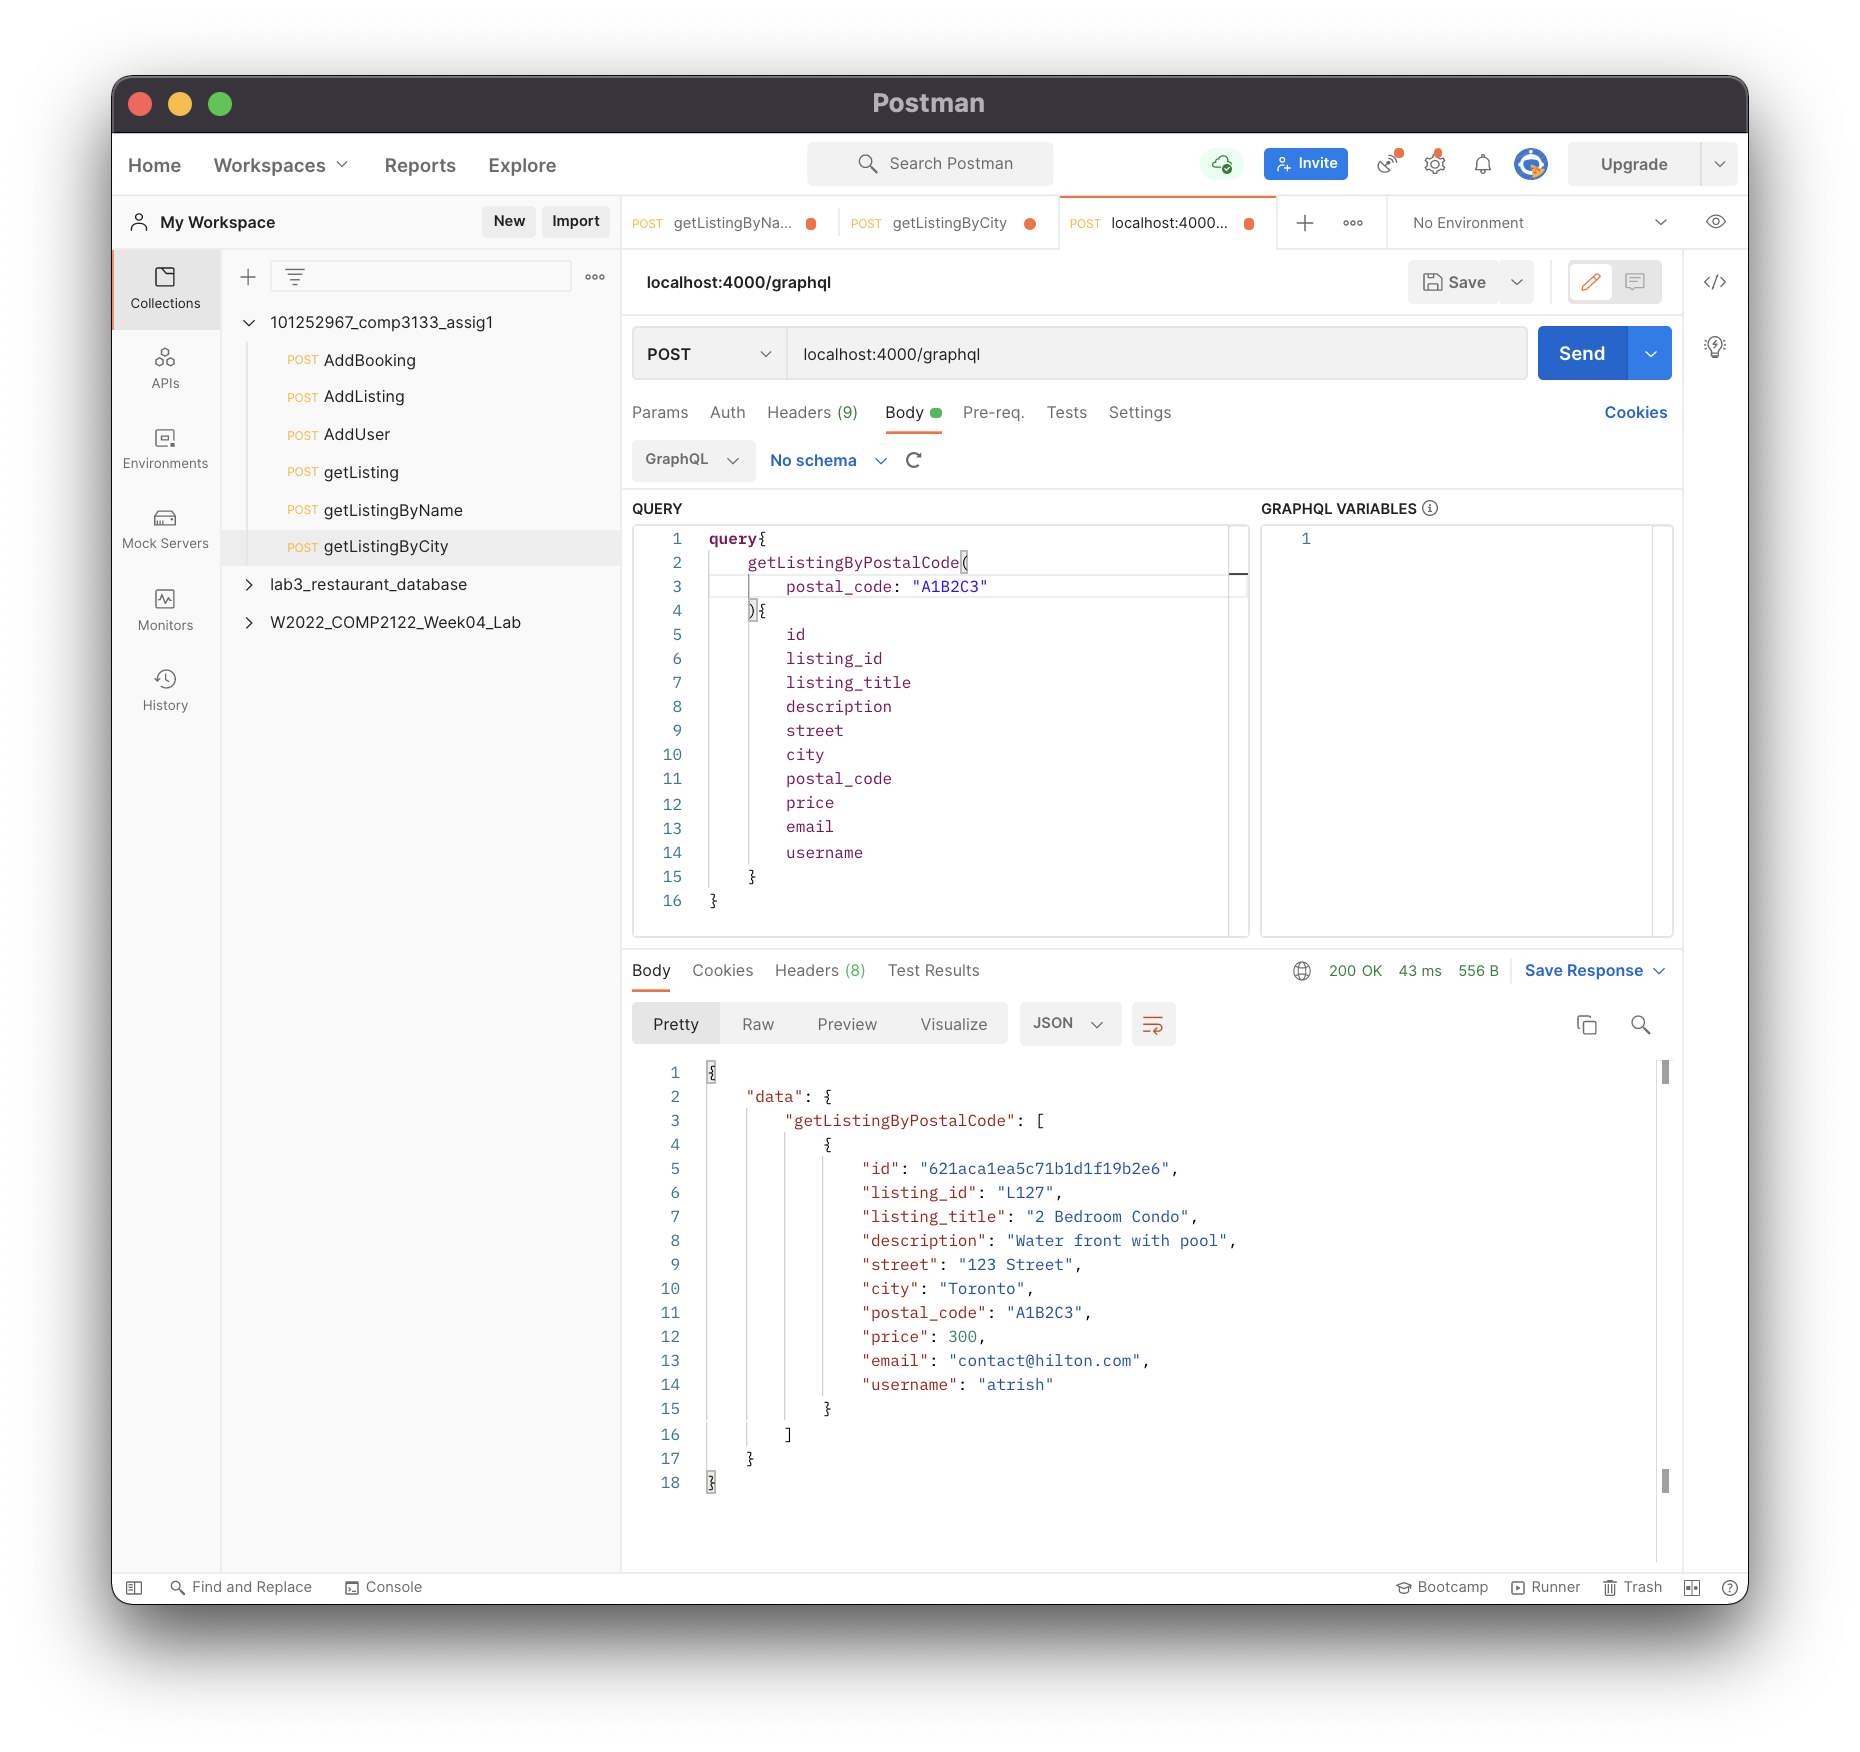 Postman
Home Workspaces Reports Explore Search Postman Invite Upgrade
My Workspace New Import POST getListingByNa... POST getListingByCity POST localhost:4000... No Environment
Collections
APIs
Environments
Mock Servers
Monitors
History
101252967_comp3133_assig1
POST AddBooking
POST AddListing
POST AddUser
POST getListing
POST getListingByName
POST getListingByCity
lab3_restaurant_database
W2022_COMP2122_Week04_Lab
localhost:4000/graphql Save
POST localhost:4000/graphql Send
Params Auth Headers (9) Body Pre-req. Tests Settings Cookies
GraphQL No schema
QUERY
1 query{
2 getListingByPostalCode(
3 postal_code: "A1B2C3"
4 ){
5 id
6 listing_id
7 listing_title
8 description
9 street
10 city
11 postal_code
12 price
13 email
14 username
15 }
16 }
GRAPHQL VARIABLES
1
Body Cookies Headers (8) Test Results 200 OK 43 ms 556 B Save Response
Pretty Raw Preview Visualize JSON
1 {
2 "data": {
3 "getListingByPostalCode": [
4 {
5 "id": "621aca1ea5c71b1d1f19b2e6",
6 "listing_id": "L127",
7 "listing_title": "2 Bedroom Condo",
8 "description": "Water front with pool",
9 "street": "123 Street",
10 "city": "Toronto",
11 "postal_code": "A1B2C3",
12 "price": 300,
13 "email": "contact@hilton.com",
14 "username": "atrish"
15 }
16 ]
17 }
18 }
Find and Replace Console Bootcamp Runner Trash